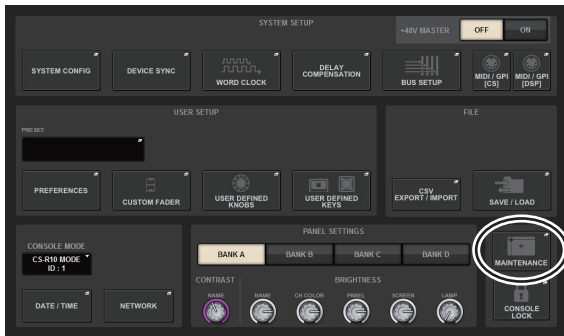 SYSTEM SETUP
+48V MASTER
OFF
ON
SYSTEM CONFIG
DEVICE SYNC
WORD CLOCK
DELAY
COMPENSATION
BUS SETUP
MIDI / GPI
[CS]
MIDI / GPI
[DSP]
USER SETUP
PRESET
PREFERENCES
CUSTOM FADER
USER DEFINED
KNOBS
USER DEFINED
KEYS
FILE
CSV
EXPORT / IMPORT
SAVE / LOAD
CONSOLE MODE
CS-R10 MODE
ID : 1
DATE / TIME
NETWORK
PANEL SETTINGS
BANK A
BANK B
BANK C
BANK D
CONTRAST
BRIGHTNESS
NAME
NAME
CH COLOR
PANEL
SCREEN
LAMP
MAINTENANCE
CONSOLE
LOCK